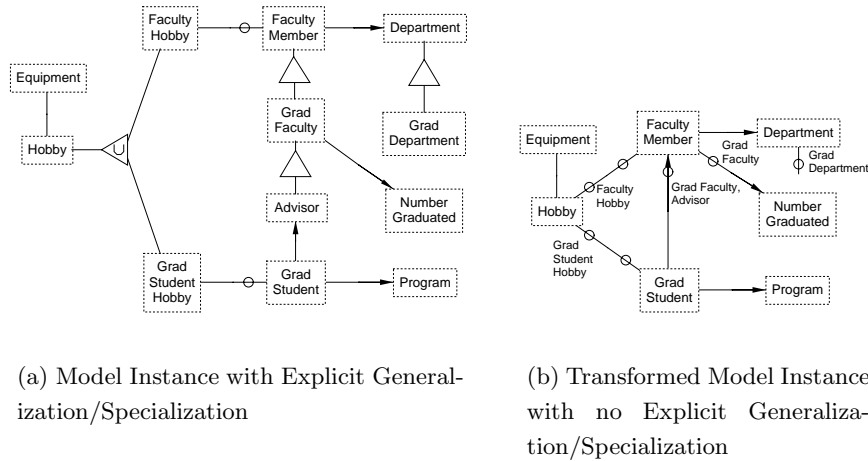 Faculty
Hobby
Faculty
Member
Department
Equipment
Hobby
U
Grad
Faculty
Grad
Department
Advisor
Number
Graduated
Grad
Student
Hobby
Grad
Student
Program
Equipment
Faculty
Member
Department
Grad
Faculty
Grad
Department
Faculty
Hobby
Grad Faculty,
Advisor
Number
Graduated
Hobby
Grad
Student
Hobby
Grad
Student
Program
(a) Model Instance with Explicit General-
ization/Specialization
(b) Transformed Model Instance
with no Explicit Generaliza-
tion/Specialization